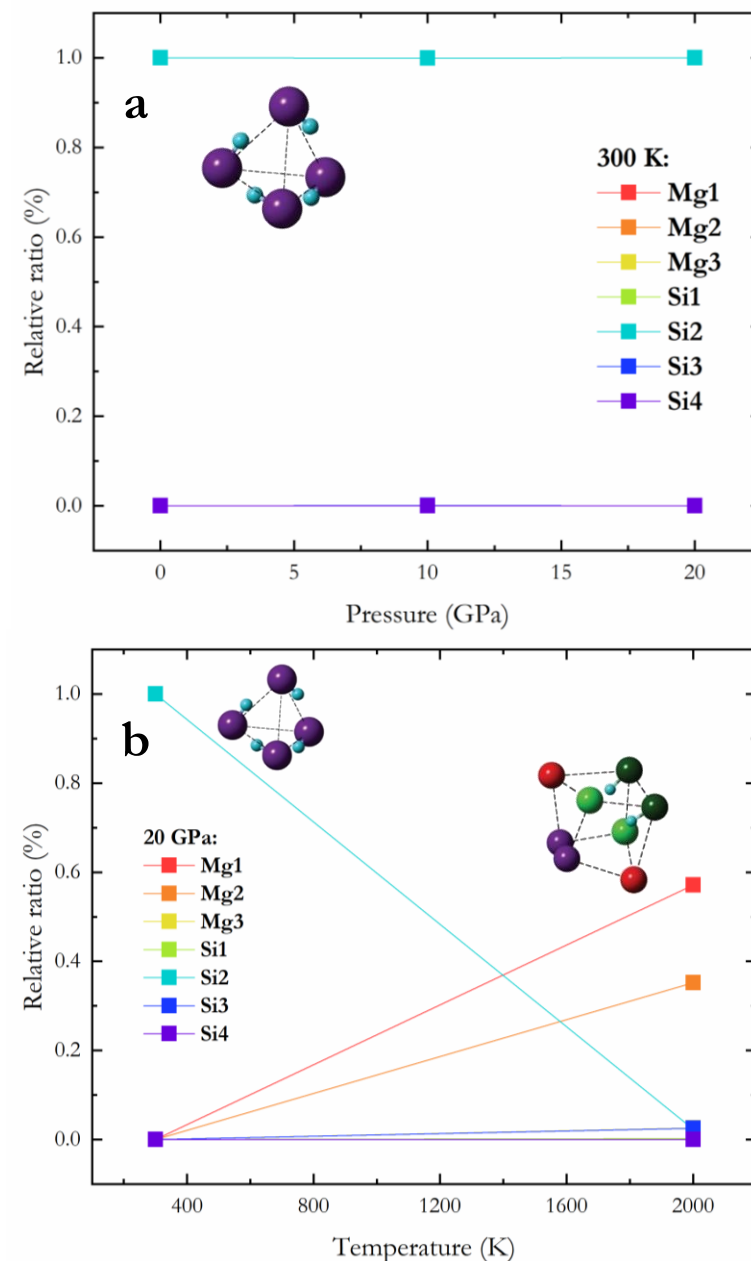 a
1.0
0.8
0.6
0.4
0.2
0.0
Relative ratio (%)
300 K:
Mg1
Mg2
Mg3
Si1
Si2
Si3
Si4
0 5 10 15 20
Pressure (GPa)
b
1.0
0.8
0.6
0.4
0.2
0.0
Relative ratio (%)
20 GPa:
Mg1
Mg2
Mg3
Si1
Si2
Si3
Si4
400 800 1200 1600 2000
Temperature (K)